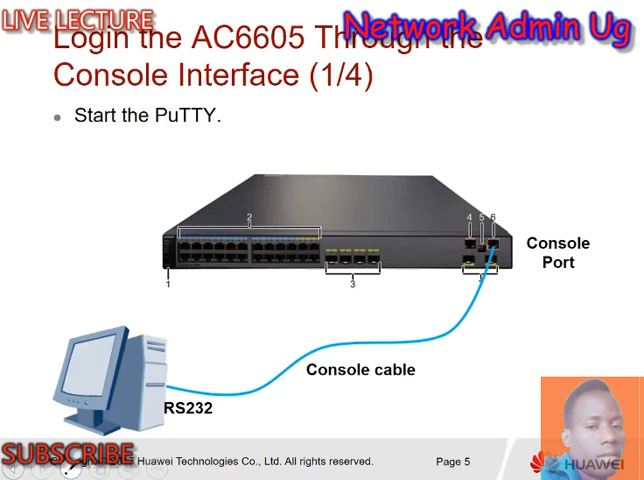 LIVE LECTURE
Network Admin Ug
Login the AC6605 Through the
Console Interface (1/4)
Start the PuTTY.
2
4 5 6
Console
Port
1
3
Console cable
RS232
SUBSCRIBE
Huawei Technologies Co., Ltd. All rights reserved.
Page 5
HUAWEI